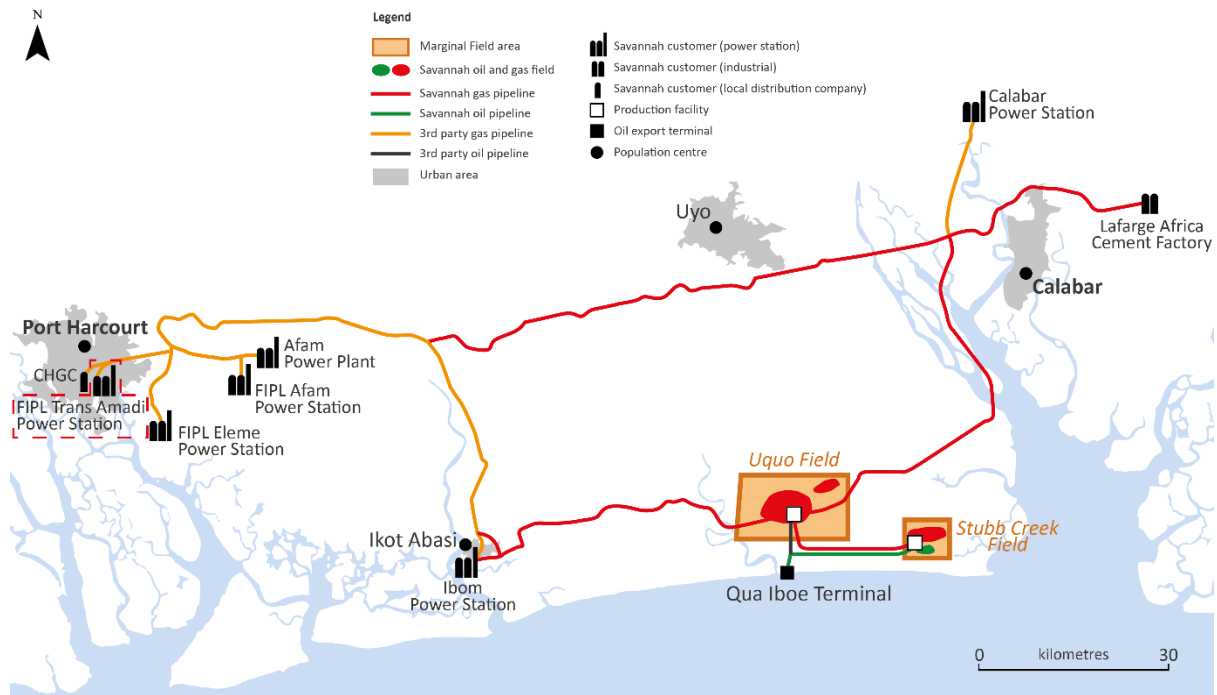 N
Legend
Marginal Field area
Savannah oil and gas field
Savannah gas pipeline
Savannah oil pipeline
3rd party gas pipeline
3rd party oil pipeline
Urban area
Savannah customer (power station)
Savannah customer (industrial)
Savannah customer (local distribution company)
Production facility
Oil export terminal
Population centre
Calabar
Power Station
Uyo
Lafarge Africa
Cement Factory
Calabar
Port Harcourt
Afam
Power Plant
CHGC
FIPL Afam
Power Station
FIPL Trans Amadi
Power Station
FIPL Eleme
Power Station
Uquo Field
Stubb Creek
Field
Ikot Abasi
Ibom
Power Station
Qua Iboe Terminal
0 kilometres 30